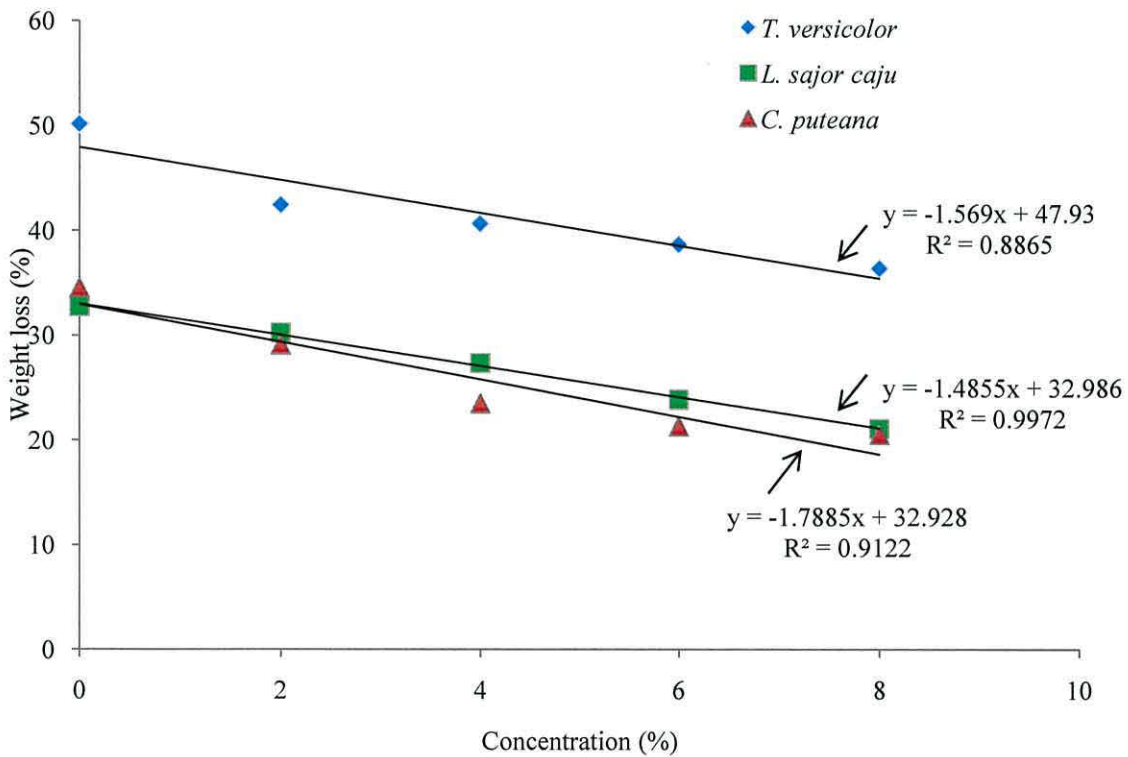 60
50
40
30
20
10
0
Weight loss (%)
T. versicolor
L. sajor caju
C. puteana
y = -1.569x + 47.93
R² = 0.8865
y = -1.4855x + 32.986
R² = 0.9972
y = -1.7885x + 32.928
R² = 0.9122
0 2 4 6 8 10
Concentration (%)